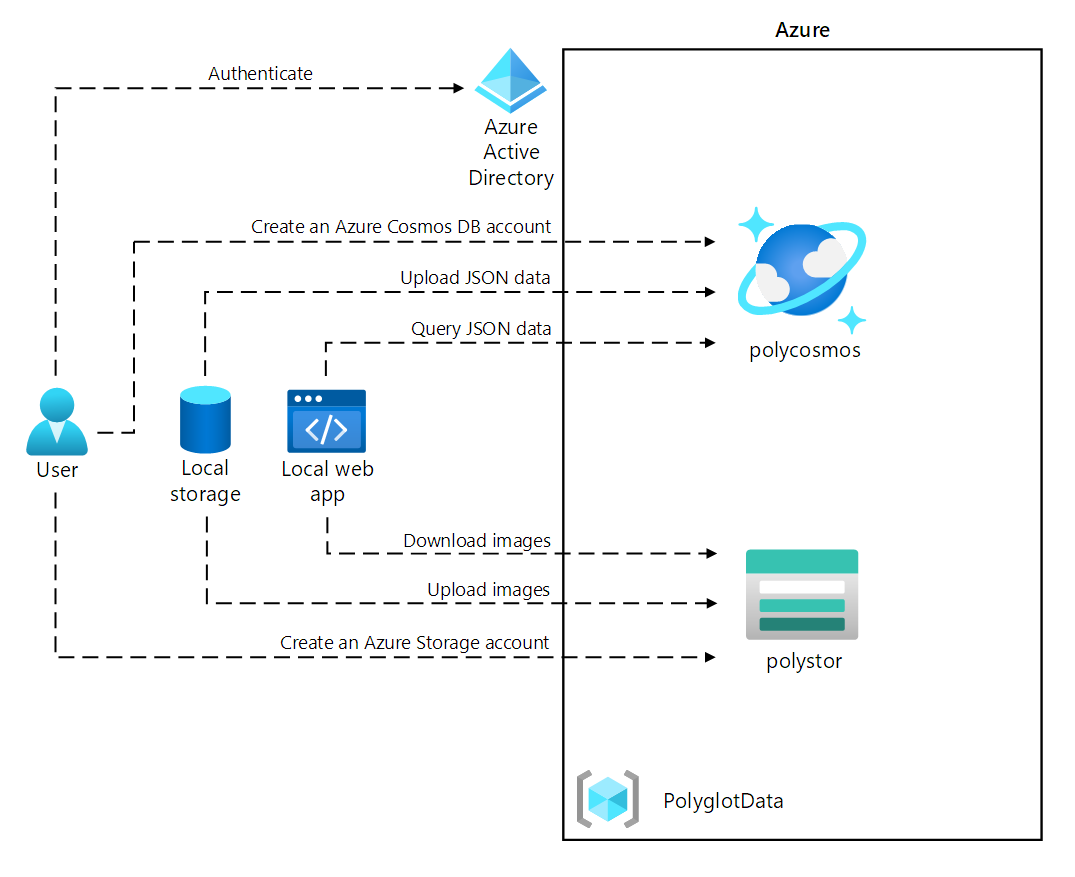 Azure
Authenticate
Azure
Active
Directory
Create an Azure Cosmos DB account
Upload JSON data
Query JSON data
polycosmos
</>
User
Local
storage
Local web
app
Download images
Upload images
Create an Azure Storage account
polystor
PolyglotData